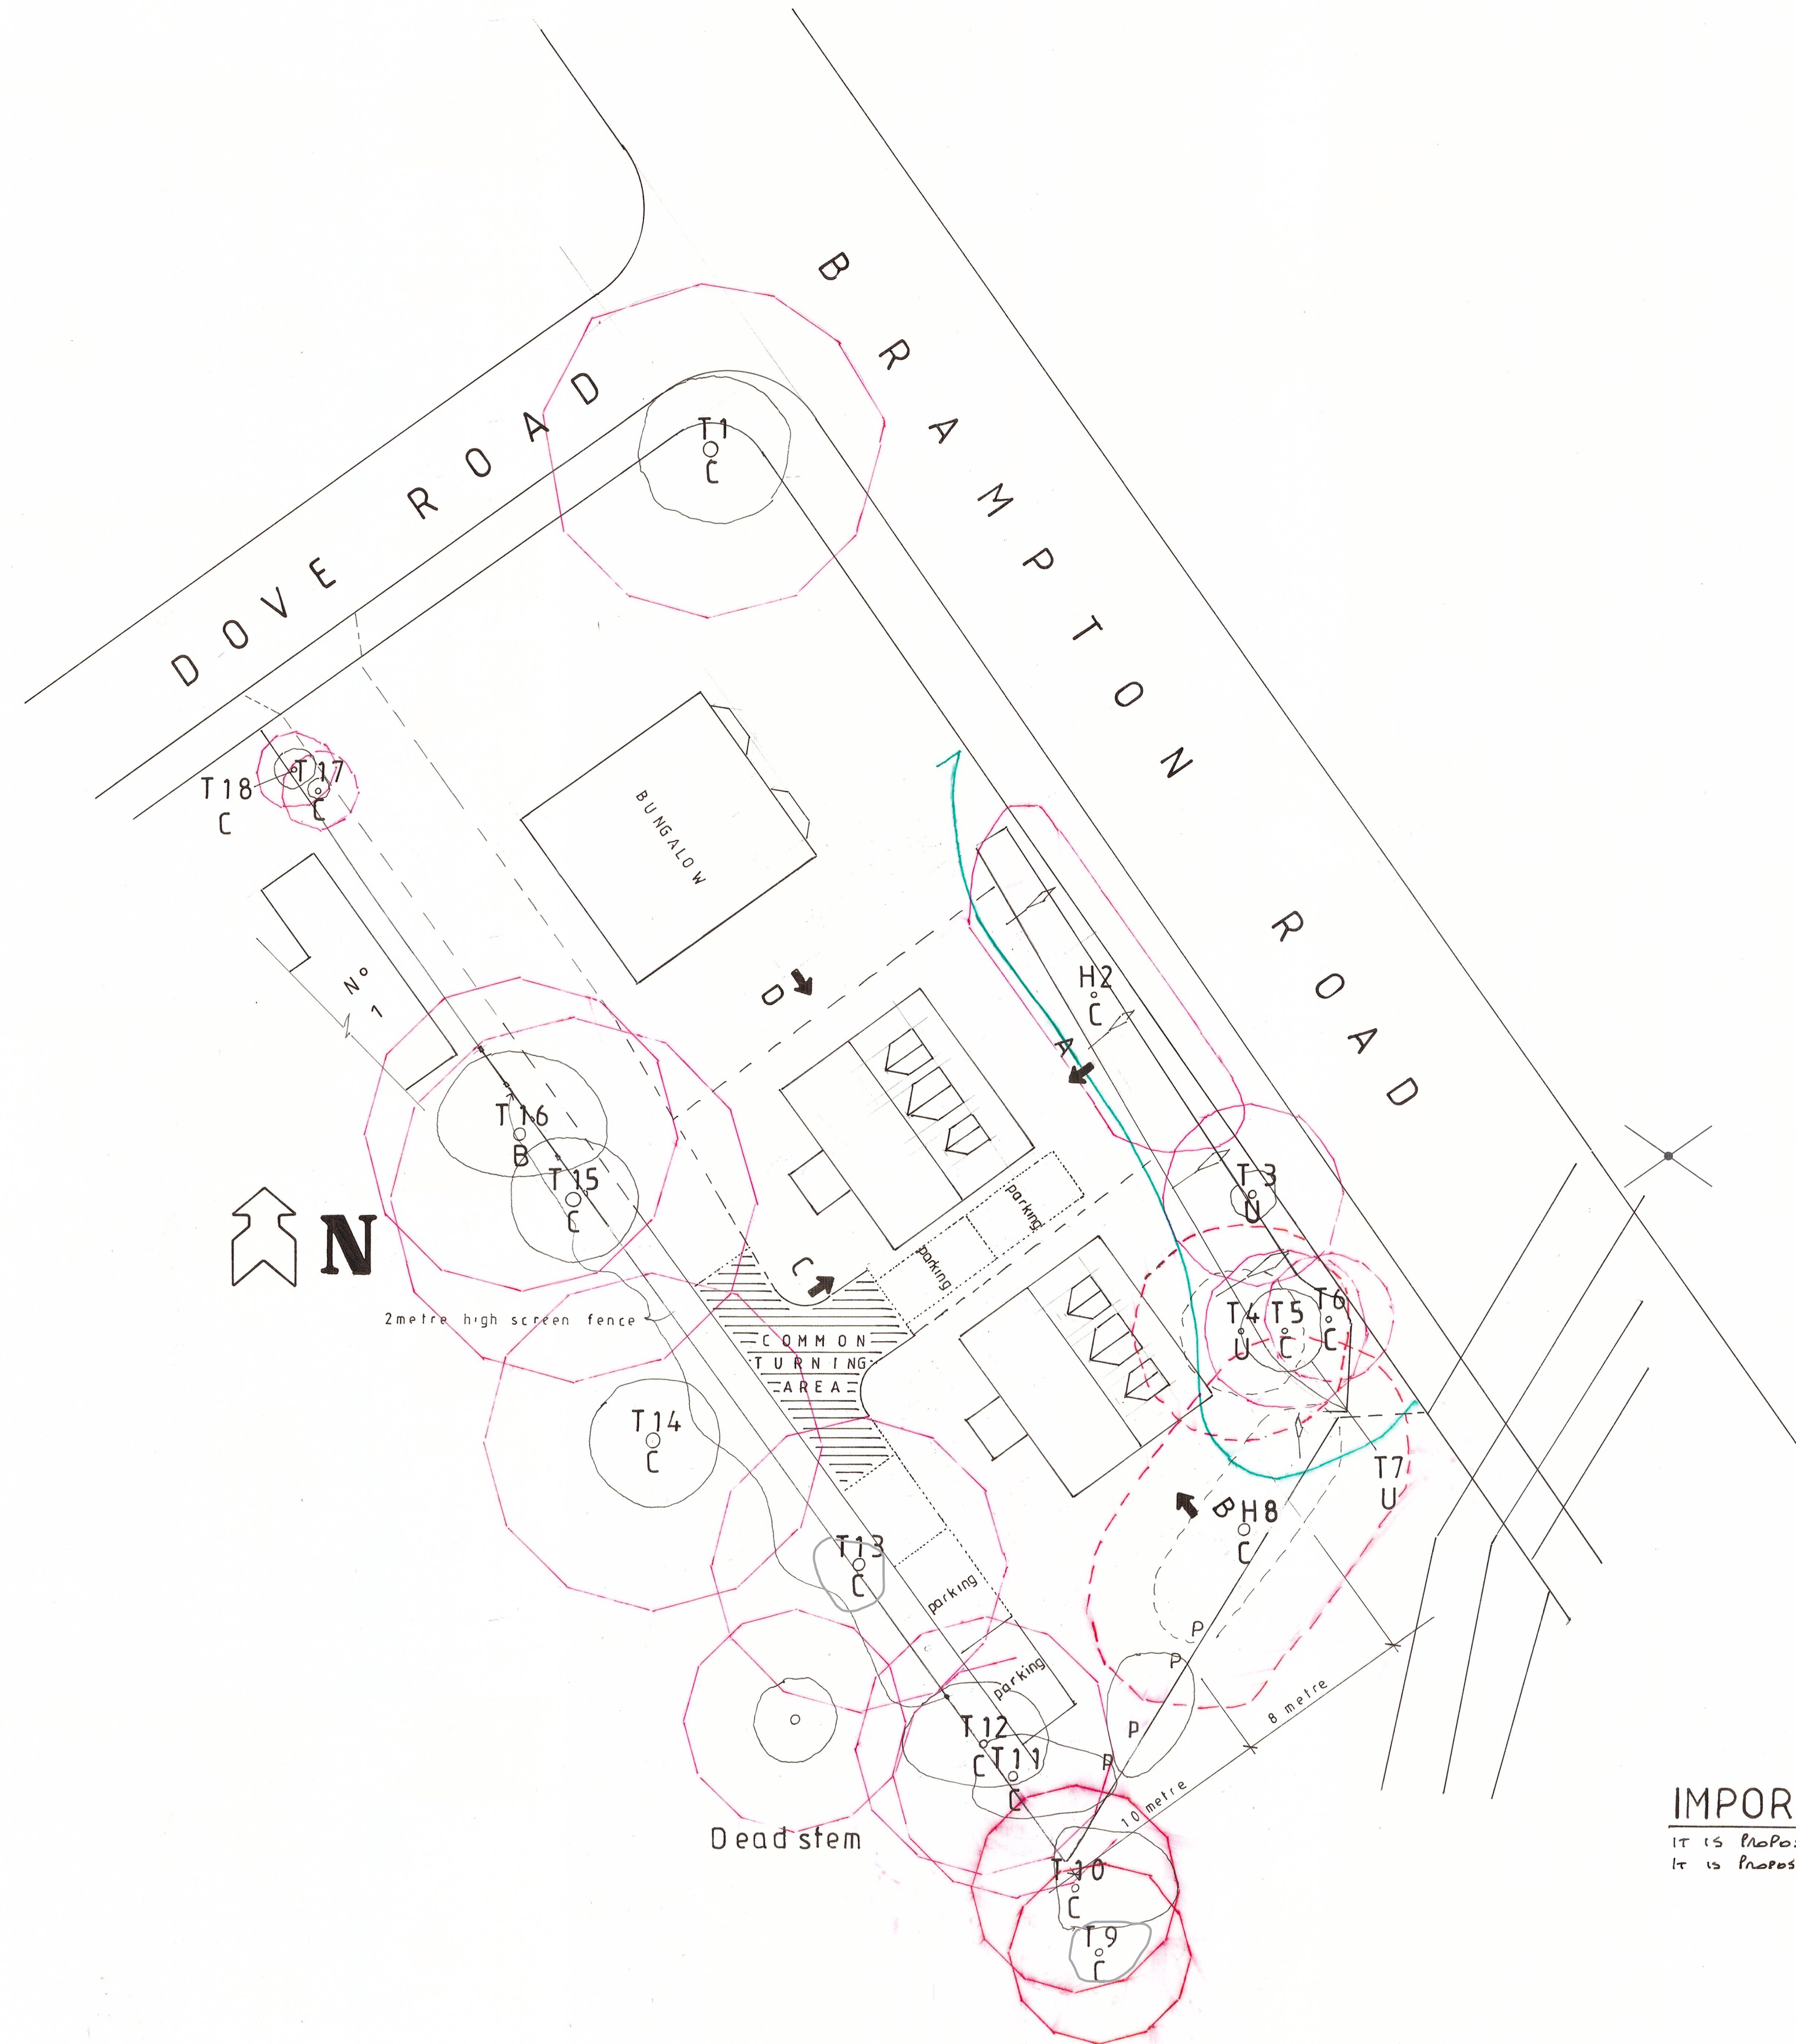 DOVE ROAD
BRAMPTON ROAD
T1
C
T17
C
T18
C
BUNGALOW
Nº 1
H2
C
D
A
T16
B
T15
C
T3
U
N
C
parking
parking
2metre high screen fence
COMMON
TURNING
AREA
T4
U
T5
C
T6
C
T14
C
T7
U
B
H8
C
T13
C
parking
parking
P
P
P
P
8 metre
10 metre
T12
C
T11
C
Dead stem
T10
C
T9
C
IMPOR
IT IS PROPO
IT IS PROPOS